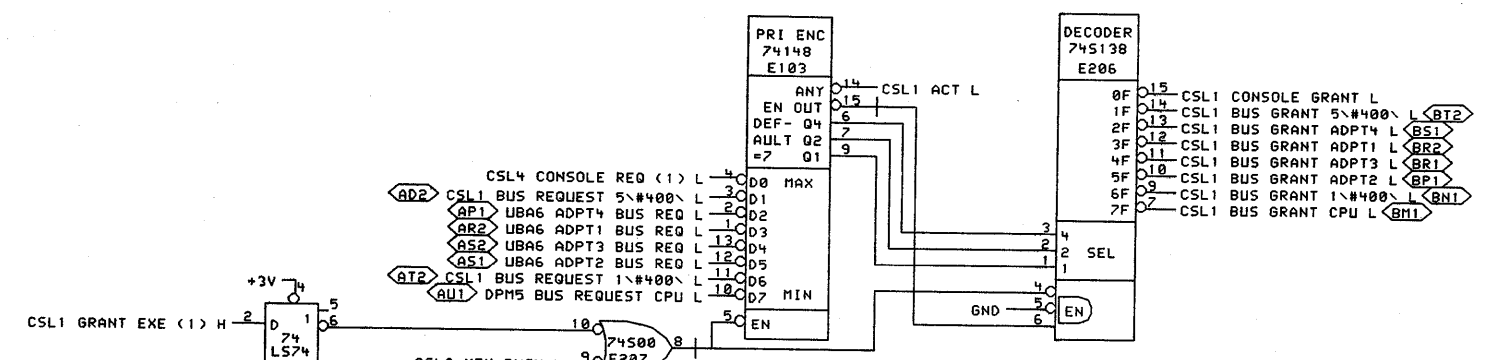 PRI ENC
74148
E103
ANY
EN OUT
DEF- Q4
AULT Q2
=7 Q1
14 CSL1 ACT L
15
6
7
9
DECODER
74S138
E206
0F 15 CSL1 CONSOLE GRANT L
1F 14 CSL1 BUS GRANT 5\#400\ L BT2
2F 13 CSL1 BUS GRANT ADPT4 L BS1
3F 12 CSL1 BUS GRANT ADPT1 L BR2
4F 11 CSL1 BUS GRANT ADPT3 L BR1
5F 10 CSL1 BUS GRANT ADPT2 L BP1
6F 9 CSL1 BUS GRANT 1\#400\ L BN1
7F 7 CSL1 BUS GRANT CPU L BM1
CSL4 CONSOLE REQ (1) L 4 D0 MAX
AD2 CSL1 BUS REQUEST 5\#400\ L 3 D1
AP1 UBA6 ADPT4 BUS REQ L 2 D2
AR2 UBA6 ADPT1 BUS REQ L 1 D3
AS2 UBA6 ADPT3 BUS REQ L 13 D4
AS1 UBA6 ADPT2 BUS REQ L 12 D5
AT2 CSL1 BUS REQUEST 1\#400\ L 11 D6
AU1 DPM5 BUS REQUEST CPU L 10 D7 MIN
5 EN
3 4
2 2 SEL
1 1
4
GND 5 EN
6
+3V 4
CSL1 GRANT EXE (1) H 2 D 1 5
6
74
LS74
10
9
74S00
E207
8